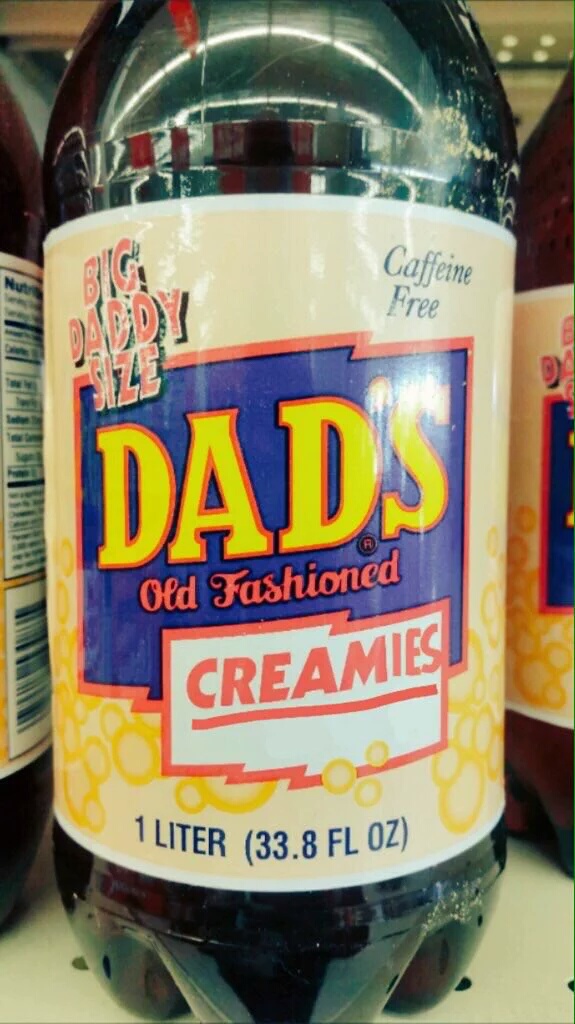 BIG
DADDY
SIZE
Caffeine
Free
DAD'S
®
Old Fashioned
CREAMIES
1 LITER (33.8 FL OZ)